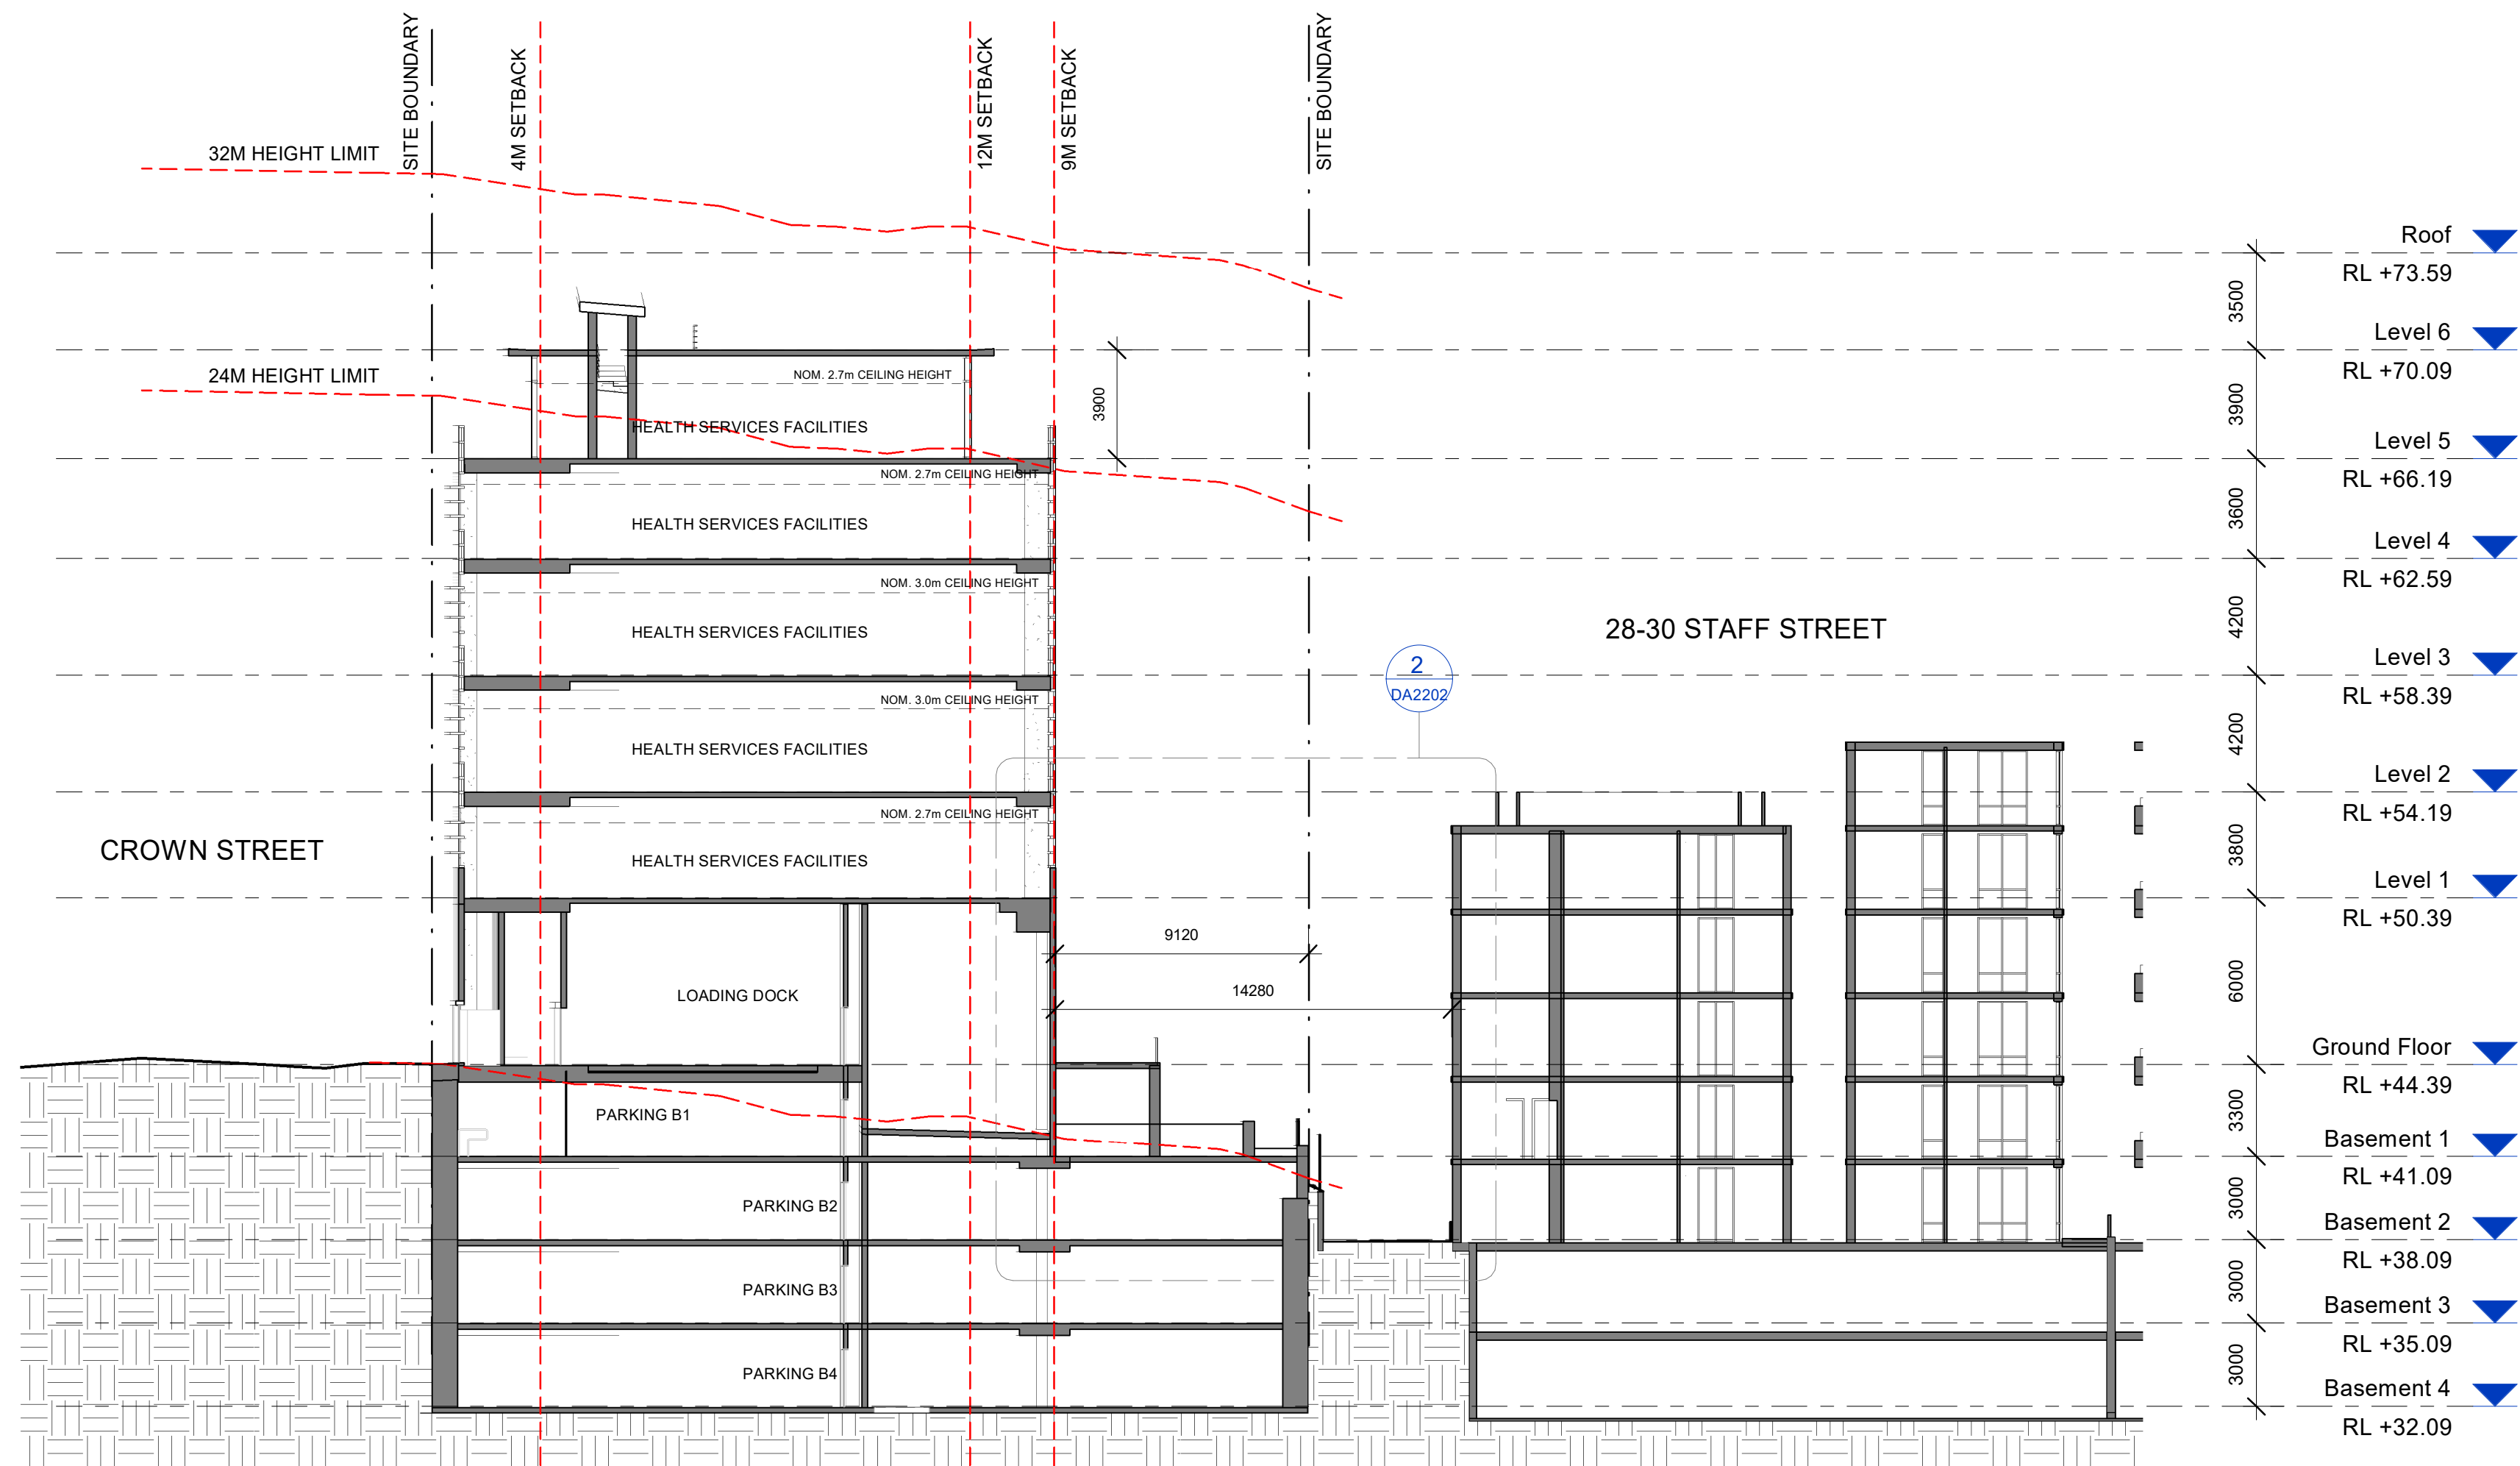 SITE BOUNDARY
4M SETBACK
12M SETBACK
9M SETBACK
SITE BOUNDARY
32M HEIGHT LIMIT
24M HEIGHT LIMIT
Roof
RL +73.59
3500
Level 6
RL +70.09
3900
3900
NOM. 2.7m CEILING HEIGHT
HEALTH SERVICES FACILITIES
Level 5
RL +66.19
NOM. 2.7m CEILING HEIGHT
3600
HEALTH SERVICES FACILITIES
Level 4
RL +62.59
NOM. 3.0m CEILING HEIGHT
4200
HEALTH SERVICES FACILITIES
28-30 STAFF STREET
Level 3
2
DA2202
RL +58.39
NOM. 3.0m CEILING HEIGHT
4200
HEALTH SERVICES FACILITIES
Level 2
RL +54.19
NOM. 2.7m CEILING HEIGHT
3800
CROWN STREET
HEALTH SERVICES FACILITIES
Level 1
RL +50.39
9120
14280
LOADING DOCK
6000
Ground Floor
RL +44.39
PARKING B1
3300
Basement 1
RL +41.09
PARKING B2
3000
Basement 2
RL +38.09
PARKING B3
3000
Basement 3
RL +35.09
PARKING B4
3000
Basement 4
RL +32.09